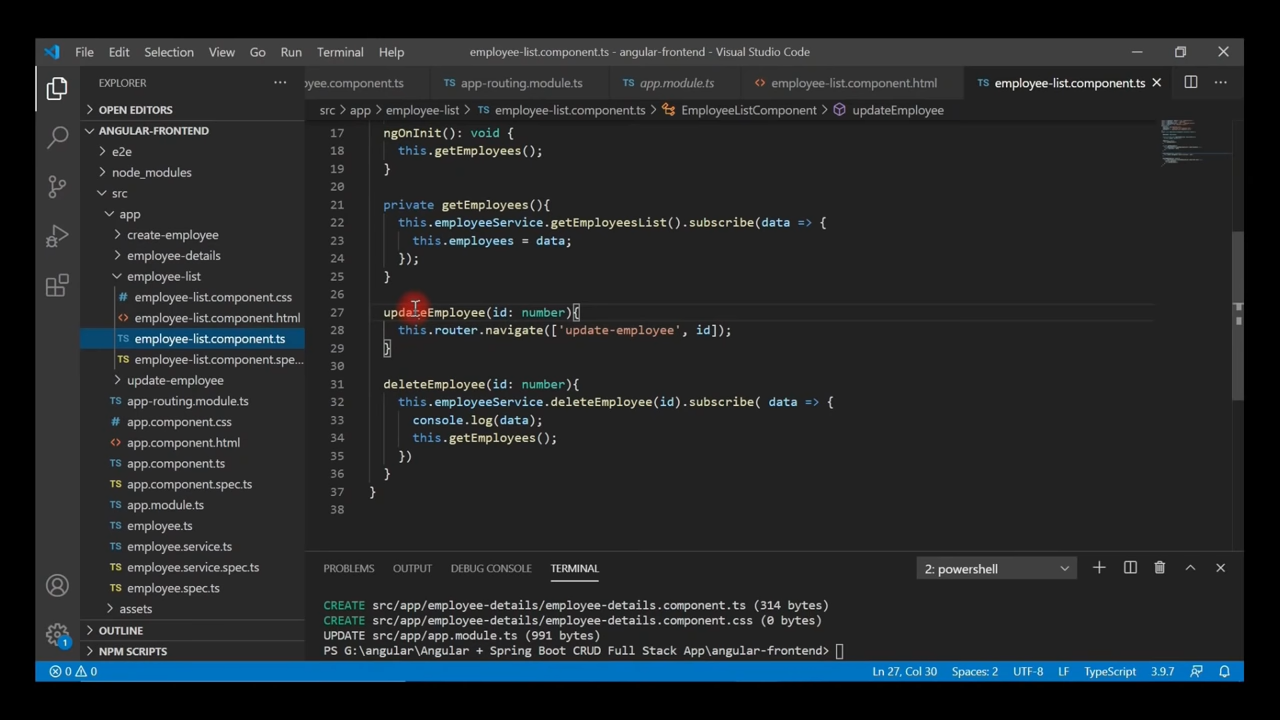 File Edit Selection View Go Run Terminal Help
employee-list.component.ts - angular-frontend - Visual Studio Code
EXPLORER
OPEN EDITORS
ANGULAR-FRONTEND
e2e
node_modules
src
app
create-employee
employee-details
employee-list
employee-list.component.css
employee-list.component.html
employee-list.component.ts
employee-list.component.spe...
update-employee
app-routing.module.ts
app.component.css
app.component.html
app.component.ts
app.component.spec.ts
app.module.ts
employee.ts
employee.service.ts
employee.service.spec.ts
employee.spec.ts
assets
OUTLINE
NPM SCRIPTS
yee.component.ts
TS app-routing.module.ts
TS app.module.ts
<> employee-list.component.html
TS employee-list.component.ts
src > app > employee-list > TS employee-list.component.ts > EmployeeListComponent > updateEmployee
17 ngOnInit(): void {
18 this.getEmployees();
19 }
20
21 private getEmployees(){
22 this.employeeService.getEmployeesList().subscribe(data => {
23 this.employees = data;
24 });
25 }
26
27 updateEmployee(id: number){
28 this.router.navigate(['update-employee', id]);
29 }
30
31 deleteEmployee(id: number){
32 this.employeeService.deleteEmployee(id).subscribe( data => {
33 console.log(data);
34 this.getEmployees();
35 })
36 }
37 }
38
PROBLEMS OUTPUT DEBUG CONSOLE TERMINAL
2: powershell
CREATE src/app/employee-details/employee-details.component.ts (314 bytes)
CREATE src/app/employee-details/employee-details.component.css (0 bytes)
UPDATE src/app/app.module.ts (991 bytes)
PS G:\angular\Angular + Spring Boot CRUD Full Stack App\angular-frontend>
1
0 0
Ln 27, Col 30 Spaces: 2 UTF-8 LF TypeScript 3.9.7